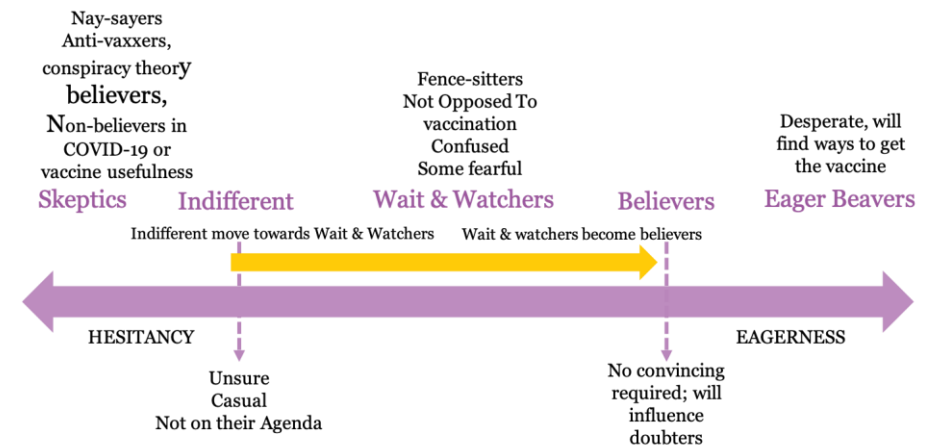 Nay-sayers
Anti-vaxxers,
conspiracy theory
believers,
Non-believers in
COVID-19 or
vaccine usefulness
Skeptics
Indifferent
Fence-sitters
Not Opposed To
vaccination
Confused
Some fearful
Wait & Watchers
Believers
Desperate, will
find ways to get
the vaccine
Eager Beavers
Indifferent move towards Wait & Watchers
Wait & watchers become believers
HESITANCY
EAGERNESS
Unsure
Casual
Not on their Agenda
No convincing
required; will
influence
doubters